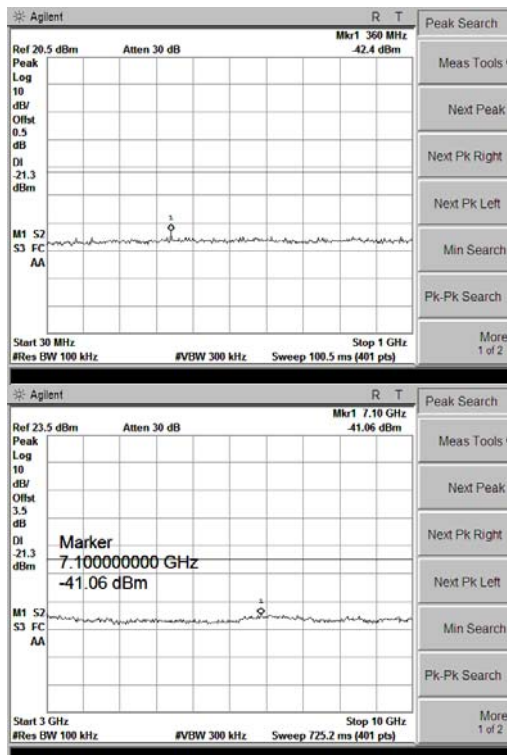 Agilent R T
Mkr1 360 MHz
Ref 20.5 dBm Atten 30 dB -42.4 dBm
Peak
Log
10
dB/
Offst
0.5
dB
DI
-21.3
dBm
1
M1 S2
S3 FC
AA
Start 30 MHz Stop 1 GHz
#Res BW 100 kHz #VBW 300 kHz Sweep 100.5 ms (401 pts)
Peak Search
Meas Tools
Next Peak
Next Pk Right
Next Pk Left
Min Search
Pk-Pk Search
More
1 of 2
Agilent R T
Mkr1 7.10 GHz
Ref 23.5 dBm Atten 30 dB -41.06 dBm
Peak
Log
10
dB/
Offst
3.5
dB
DI
-21.3
dBm
Marker
7.100000000 GHz
-41.06 dBm
1
M1 S2
S3 FC
AA
Start 3 GHz Stop 10 GHz
#Res BW 100 kHz #VBW 300 kHz Sweep 725.2 ms (401 pts)
Peak Search
Meas Tools
Next Peak
Next Pk Right
Next Pk Left
Min Search
Pk-Pk Search
More
1 of 2